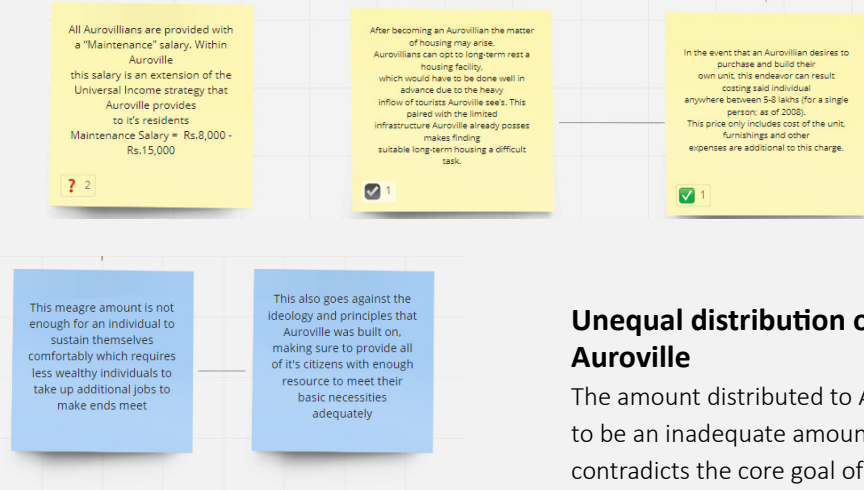 All Aurovillians are provided with
a “Maintenance” salary. Within
Auroville
this salary is an extension of the
Universal Income strategy that
Auroville provides
to it's residents
Maintenance Salary = Rs.8,000 -
Rs.15,000
2
After becoming an Aurovillian the matter
of housing may arise,
Aurovillians can opt to long-term rest a
housing facility,
which would have to be done well in
advance due to the heavy
inflow of tourists Auroville see's. This
paired with the limited
infrastructure Auroville already posses
makes finding
suitable long-term housing a difficult
task.
1
In the event that an Aurovillian desires to
purchase and build their
own unit, this endeavor can result
costing said individual
anywhere between 5-8 lakhs (for a single
person; as of 2008).
This price only includes cost of the unit,
furnishings and other
expenses are additional to this charge.
1
This meagre amount is not
enough for an individual to
sustain themselves
comfortably which requires
less wealthy individuals to
take up additional jobs to
make ends meet
This also goes against the
ideology and principles that
Auroville was built on,
making sure to provide all
of it's citizens with enough
resource to meet their
basic necessities
adequately
Unequal distribution
Auroville
The amount distributed to
to be an inadequate
contradicts the core goal of